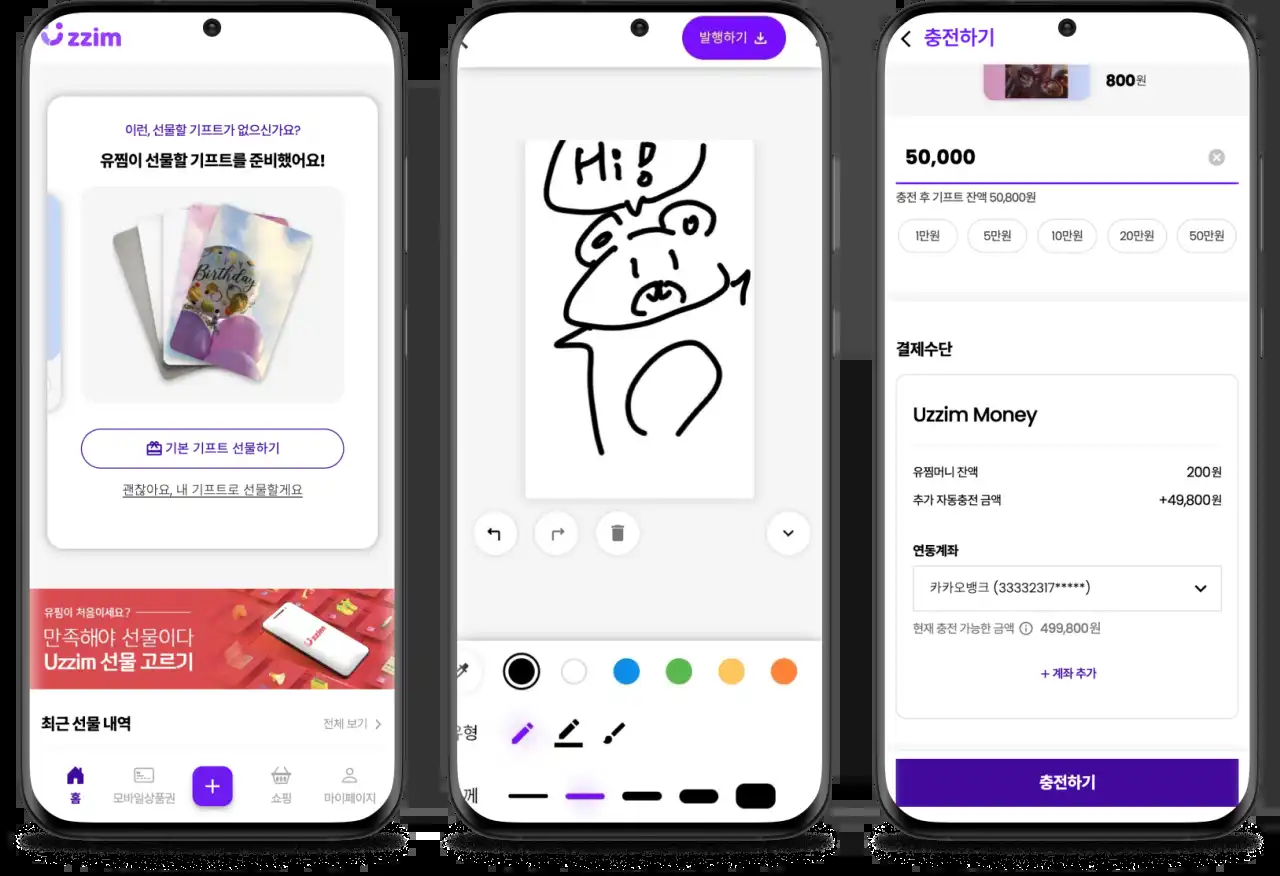 Uzzim
이런, 선물할 기프트가 없으신가요?
유찜이 선물할 기프트를 준비했어요!
Birthday
기본 기프트 선물하기
괜찮아요, 내 기프트로 선물할게요
유찜이 처음이세요?
만족해야 선물이다
Uzzim 선물 고르기
Uzzim
최근 선물 내역
전체 보기
홈
모바일상품권
쇼핑
마이페이지
발행하기
Hi!
유형
께
충전하기
800원
50,000
충전 후 기프트 잔액 50,800원
1만원
5만원
10만원
20만원
50만원
결제수단
Uzzim Money
유찜머니 잔액
200원
추가 자동충전 금액
+49,800원
연동계좌
카카오뱅크 (33332317*****)
현재 충전 가능한 금액 499,800원
+ 계좌 추가
충전하기